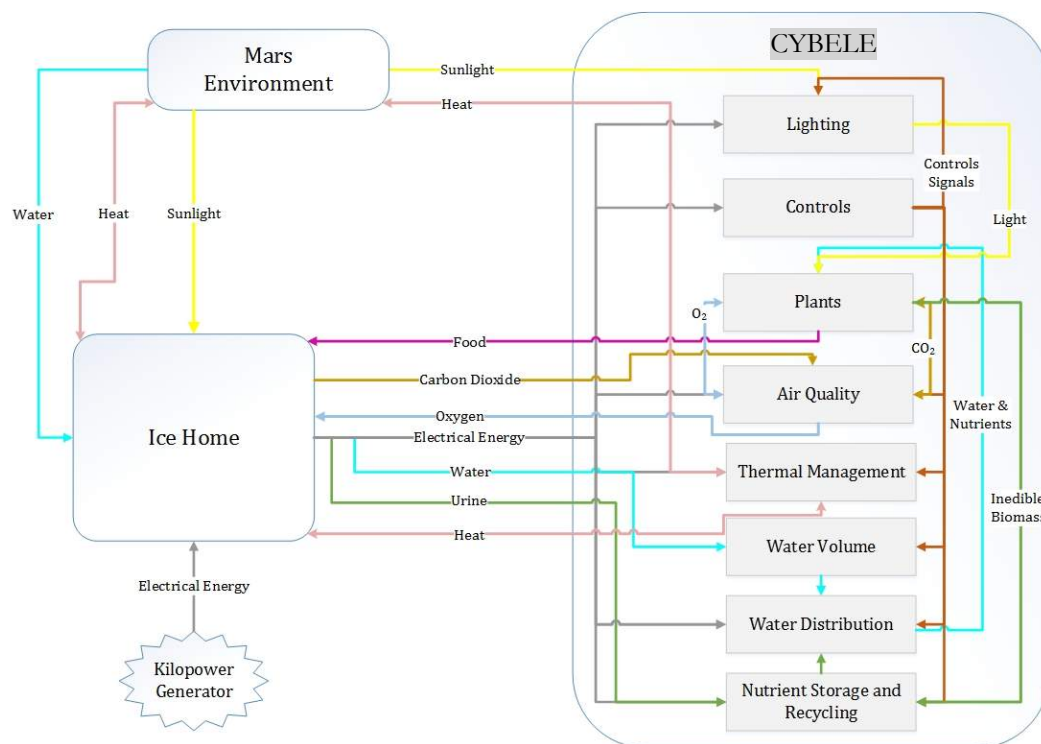 CYBELE
Mars
Environment
Sunlight
Heat
Lighting
Controls
Signals
Water
Heat
Sunlight
Controls
Light
Plants
O₂
Food
CO₂
Carbon Dioxide
Air Quality
Oxygen
Water &
Nutrients
Ice Home
Electrical Energy
Water
Thermal Management
Urine
Inedible
Biomass
Heat
Water Volume
Electrical Energy
Water Distribution
Kilopower
Generator
Nutrient Storage and
Recycling